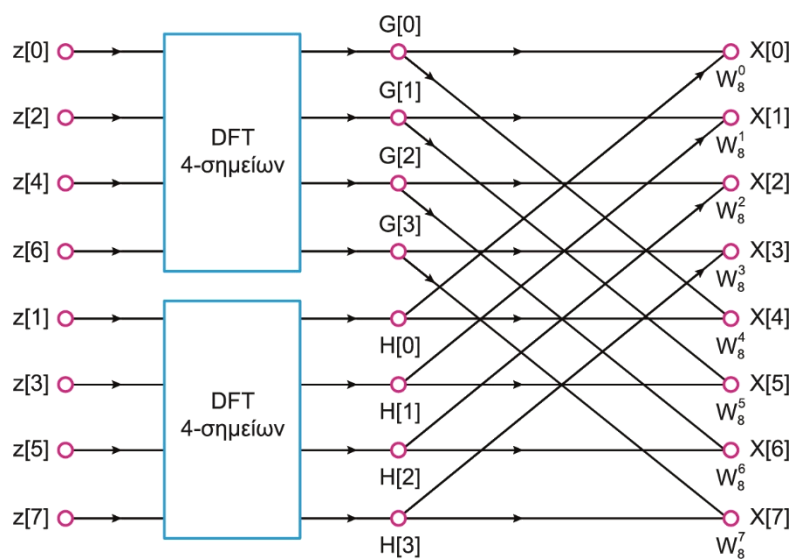 z[0]
z[2]
z[4]
z[6]
z[1]
z[3]
z[5]
z[7]
DFT
4-σημείων
DFT
4-σημείων
G[0]
G[1]
G[2]
G[3]
H[0]
H[1]
H[2]
H[3]
X[0]
W₈⁰
X[1]
W₈¹
X[2]
W₈²
X[3]
W₈³
X[4]
W₈⁴
X[5]
W₈⁵
X[6]
W₈⁶
X[7]
W₈⁷